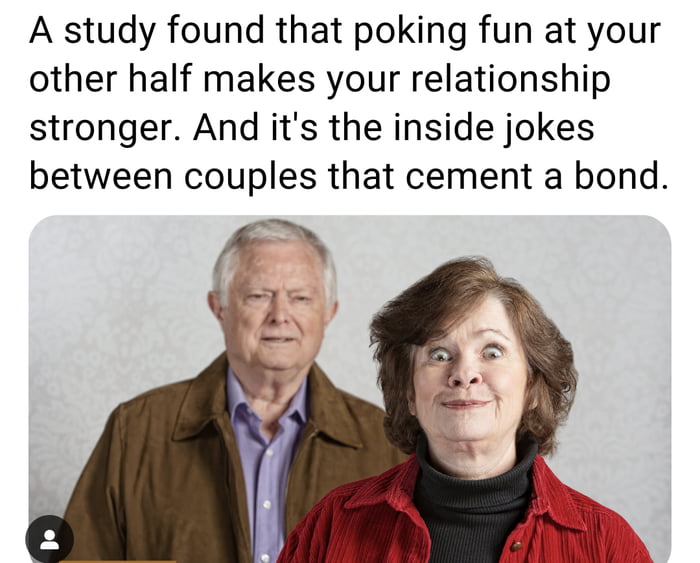 A study found that poking fun at your
other half makes your relationship
stronger. And it's the inside jokes
between couples that cement a bond.